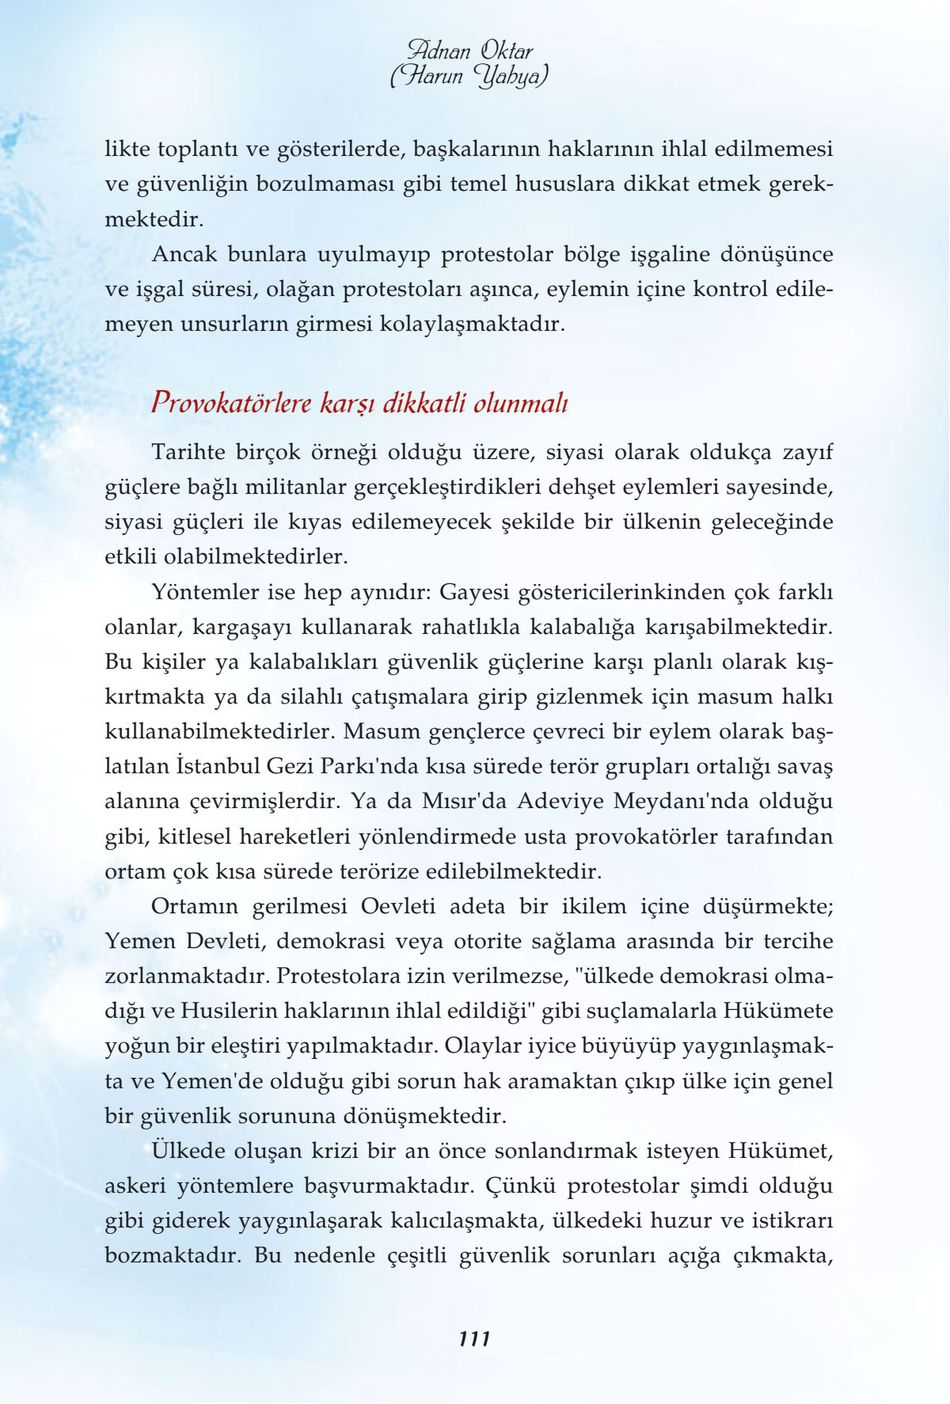 Adnan Oktar
(Harun Yahya)
likte toplantı ve gösterilerde, başkalarının haklarının ihlal edilmemesi
ve güvenliğin bozulmaması gibi temel hususlara dikkat etmek gerek-
mektedir.
Ancak bunlara uyulmayıp protestolar bölge işgaline dönüşünce
ve işgal süresi, olağan protestoları aşınca, eylemin içine kontrol edile-
meyen unsurların girmesi kolaylaşmaktadır.
Provokatörlere karşı dikkatli olunmalı
Tarihte birçok örneği olduğu üzere, siyasi olarak oldukça zayıf
güçlere bağlı militanlar gerçekleştirdikleri dehşet eylemleri sayesinde,
siyasi güçleri ile kıyas edilemeyecek şekilde bir ülkenin geleceğinde
etkili olabilmektedirler.
Yöntemler ise hep aynıdır: Gayesi göstericilerinkinden çok farklı
olanlar, kargaşayı kullanarak rahatlıkla kalabalığa karışabilmektedir.
Bu kişiler ya kalabalıkları güvenlik güçlerine karşı planlı olarak kış-
kırtmakta ya da silahlı çatışmalara girip gizlenmek için masum halkı
kullanabilmektedirler. Masum gençlerce çevreci bir eylem olarak baş-
latılan İstanbul Gezi Parkı'nda kısa sürede terör grupları ortalığı savaş
alanına çevirmişlerdir. Ya da Mısır'da Adeviye Meydanı'nda olduğu
gibi, kitlesel hareketleri yönlendirmede usta provokatörler tarafından
ortam çok kısa sürede terörize edilebilmektedir.
Ortamın gerilmesi Oevleti adeta bir ikilem içine düşürmekte;
Yemen Devleti, demokrasi veya otorite sağlama arasında bir tercihe
zorlanmaktadır. Protestolara izin verilmezse, "ülkede demokrasi olma-
dığı ve Husilerin haklarının ihlal edildiği" gibi suçlamalarla Hükümete
yoğun bir eleştiri yapılmaktadır. Olaylar iyice büyüyüp yaygınlaşmak-
ta ve Yemen'de olduğu gibi sorun hak aramaktan çıkıp ülke için genel
bir güvenlik sorununa dönüşmektedir.
Ülkede oluşan krizi bir an önce sonlandırmak isteyen Hükümet,
askeri yöntemlere başvurmaktadır. Çünkü protestolar şimdi olduğu
gibi giderek yaygınlaşarak kalıcılaşmakta, ülkedeki huzur ve istikrarı
bozmaktadır. Bu nedenle çeşitli güvenlik sorunları açığa çıkmakta,
111